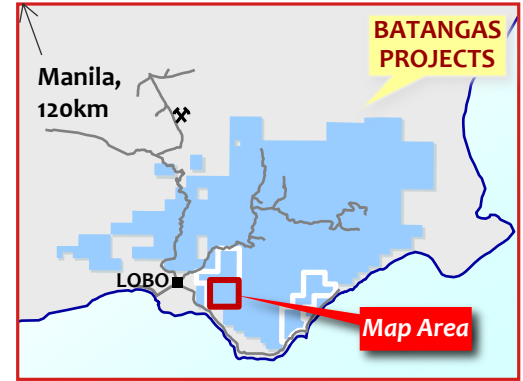 BATANGAS
PROJECTS
Manila,
120km
LOBO
Map Area